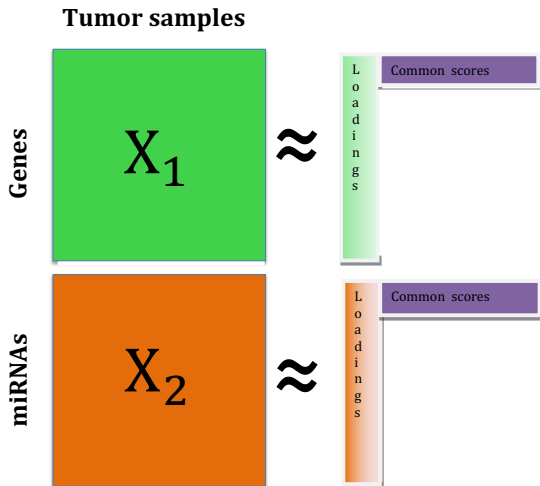 Tumor samples
Genes
X₁
≈
Loadings
Common scores
miRNAs
X₂
≈
Loadings
Common scores